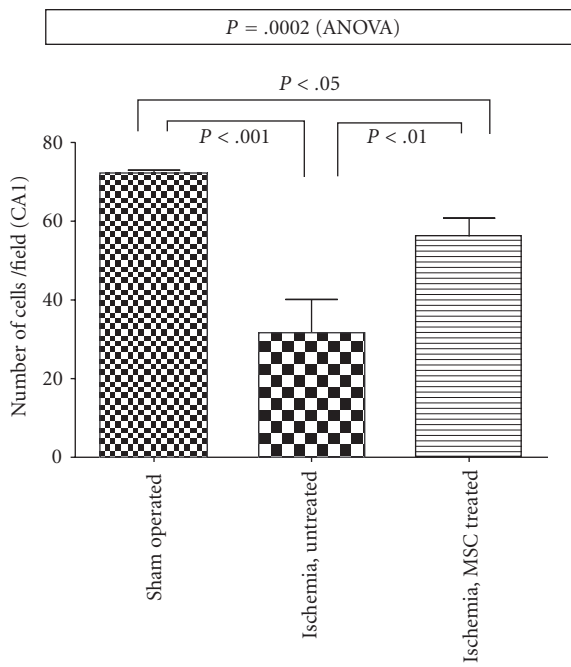 P = .0002 (ANOVA)
P < .05
P < .001
P < .01
Number of cells /field (CA1)
80
60
40
20
0
Sham operated
Ischemia, untreated
Ischemia, MSC treated